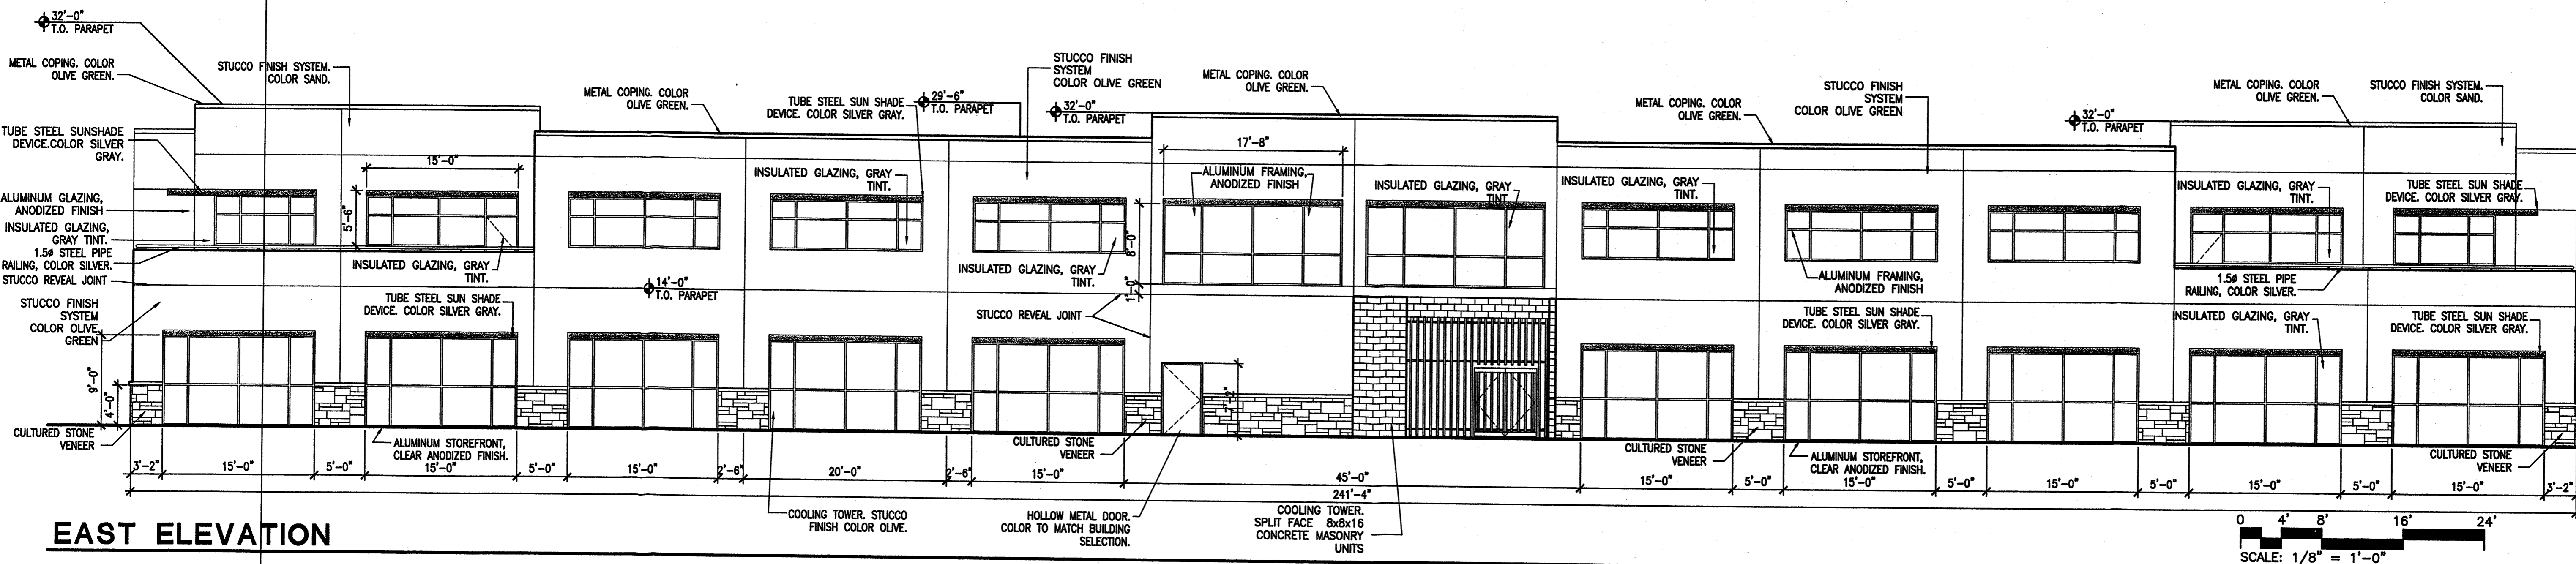 32'-0"
T.O. PARAPET
METAL COPING. COLOR
OLIVE GREEN.
STUCCO FINISH SYSTEM.
COLOR SAND.
METAL COPING. COLOR
OLIVE GREEN.
TUBE STEEL SUN SHADE
DEVICE. COLOR SILVER GRAY.
29'-6"
T.O. PARAPET
STUCCO FINISH
SYSTEM
COLOR OLIVE GREEN
32'-0"
T.O. PARAPET
METAL COPING. COLOR
OLIVE GREEN.
METAL COPING. COLOR
OLIVE GREEN.
STUCCO FINISH
SYSTEM
COLOR OLIVE GREEN
32'-0"
T.O. PARAPET
METAL COPING. COLOR
OLIVE GREEN.
STUCCO FINISH SYSTEM.
COLOR SAND.
TUBE STEEL SUNSHADE
DEVICE.COLOR SILVER
GRAY.
15'-0"
5'-6"
INSULATED GLAZING, GRAY
TINT.
17'-8"
ALUMINUM FRAMING,
ANODIZED FINISH
INSULATED GLAZING, GRAY
TINT.
INSULATED GLAZING, GRAY
TINT.
INSULATED GLAZING, GRAY
TINT.
TUBE STEEL SUN SHADE
DEVICE. COLOR SILVER GRAY.
ALUMINUM GLAZING,
ANODIZED FINISH
INSULATED GLAZING,
GRAY TINT.
1.5ø STEEL PIPE
RAILING, COLOR SILVER.
STUCCO REVEAL JOINT
INSULATED GLAZING, GRAY
TINT.
INSULATED GLAZING, GRAY
TINT.
8'-0"
1'-0"
ALUMINUM FRAMING,
ANODIZED FINISH
1.5ø STEEL PIPE
RAILING, COLOR SILVER.
14'-0"
T.O. PARAPET
STUCCO FINISH
SYSTEM
COLOR OLIVE
GREEN
TUBE STEEL SUN SHADE
DEVICE. COLOR SILVER GRAY.
STUCCO REVEAL JOINT
TUBE STEEL SUN SHADE
DEVICE. COLOR SILVER GRAY.
INSULATED GLAZING, GRAY
TINT.
TUBE STEEL SUN SHADE
DEVICE. COLOR SILVER GRAY.
9'-0"
4'-0"
CULTURED STONE
VENEER
ALUMINUM STOREFRONT,
CLEAR ANODIZED FINISH.
CULTURED STONE
VENEER
CULTURED STONE
VENEER
ALUMINUM STOREFRONT,
CLEAR ANODIZED FINISH.
CULTURED STONE
VENEER
3'-2" 15'-0" 5'-0" 15'-0" 5'-0" 15'-0" 2'-6" 20'-0" 2'-6" 15'-0" 45'-0" 15'-0" 5'-0" 15'-0" 5'-0" 15'-0" 5'-0" 15'-0" 5'-0" 15'-0" 3'-2"
241'-4"
COOLING TOWER. STUCCO
FINISH COLOR OLIVE.
HOLLOW METAL DOOR.
COLOR TO MATCH BUILDING
SELECTION.
COOLING TOWER.
SPLIT FACE 8x8x16
CONCRETE MASONRY
UNITS
EAST ELEVATION
0 4' 8' 16' 24'
SCALE: 1/8" = 1'-0"